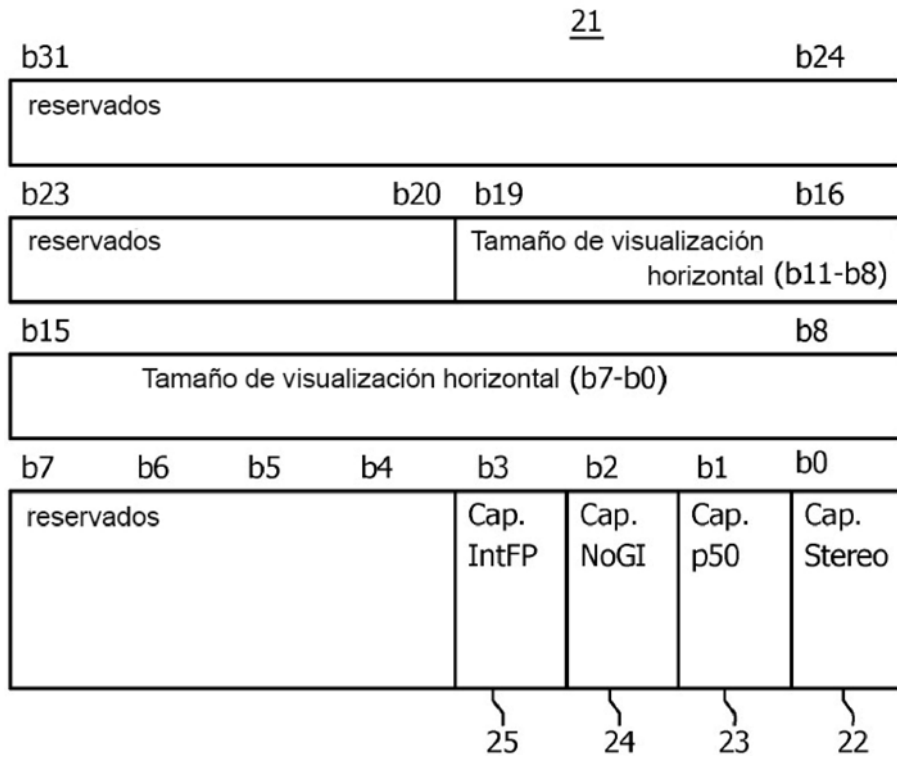 21
b31 b24
reservados
b23 b20 b19 b16
reservados Tamaño de visualización
horizontal (b11-b8)
b15 b8
Tamaño de visualización horizontal (b7-b0)
b7 b6 b5 b4 b3 b2 b1 b0
reservados Cap. Cap. Cap. Cap.
IntFP NoGI p50 Stereo
25 24 23 22